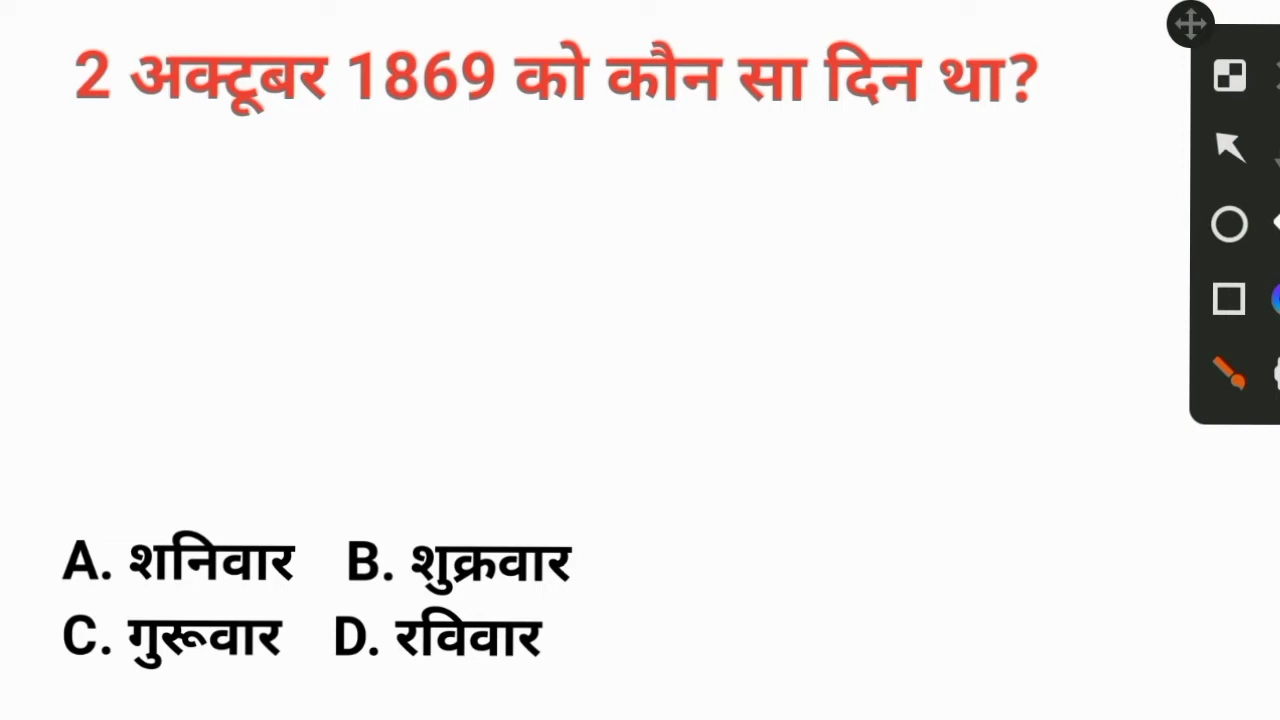 2 अक्टूबर 1869 को कौन सा दिन था?
A. शनिवार B. शुक्रवार
C. गुरूवार D. रविवार